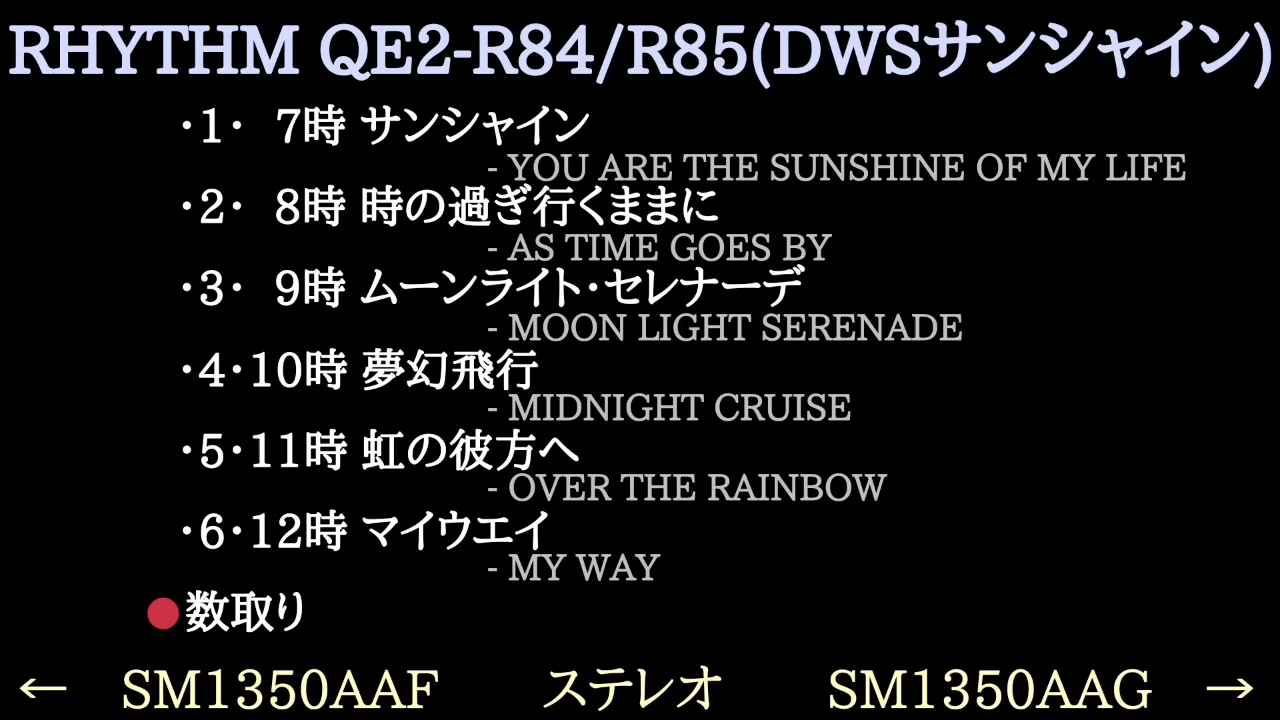 RHYTHM QE2-R84/R85(DWSサンシャイン)
・1・ 7時 サンシャイン
- YOU ARE THE SUNSHINE OF MY LIFE
・2・ 8時 時の過ぎ行くままに
- AS TIME GOES BY
・3・ 9時 ムーンライト・セレナーデ
- MOON LIGHT SERENADE
・4・10時 夢幻飛行
- MIDNIGHT CRUISE
・5・11時 虹の彼方へ
- OVER THE RAINBOW
・6・12時 マイウエイ
- MY WAY
●数取り
← SM1350AAF ステレオ SM1350AAG →